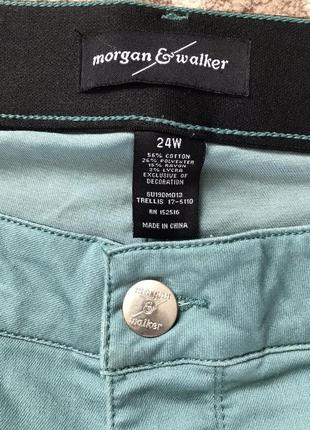 morgan & walker
24W
56% COTTON
26% POLYESTER
15% RAYON
3% LYCRA
EXCLUSIVE OF
DECORATION
SU19DM013
TRELLIS 17-5110
RN 152516
MADE IN CHINA
morgan
&
walker